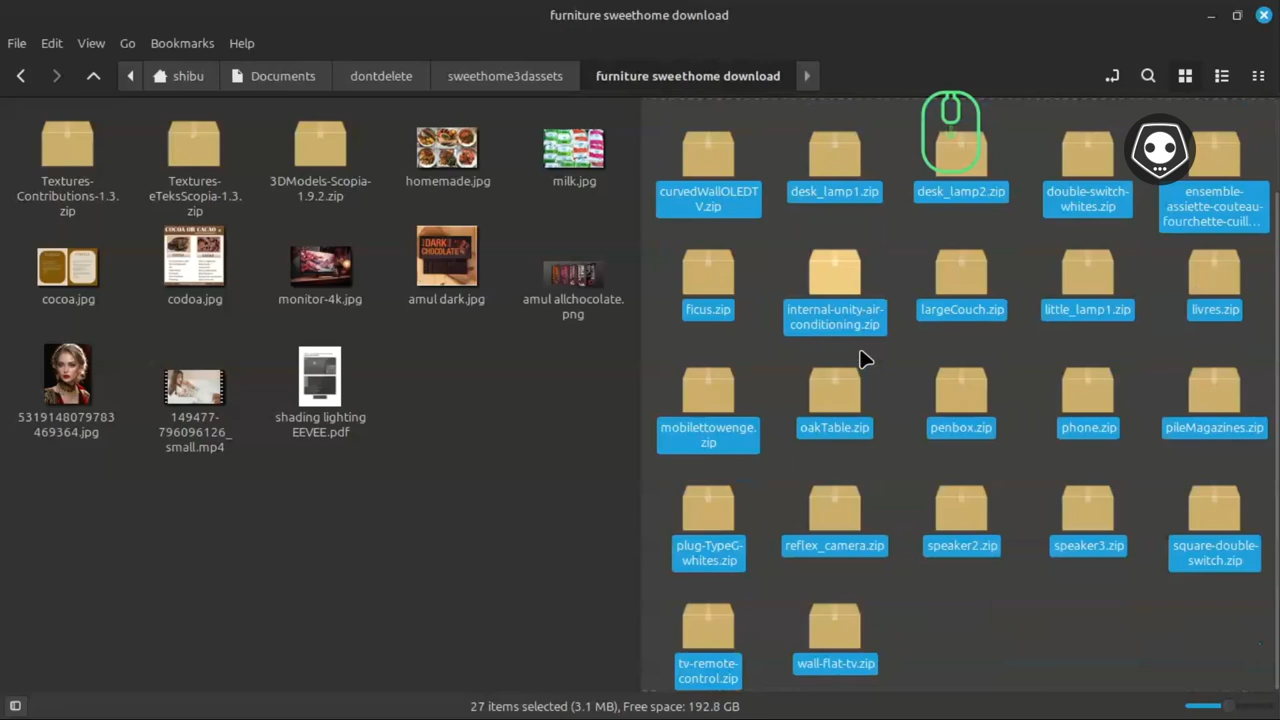 furniture sweethome download
File Edit View Go Bookmarks Help
shibu Documents dontdelete sweethome3dassets furniture sweethome download
Textures-
Contributions-1.3.
zip
Textures-
eTeksScopia-1.3.
zip
3DModels-Scopia-
1.9.2.zip
homemade.jpg
milk.jpg
cocoa.jpg
COCOA OR CACAO
codoa.jpg
monitor-4k.jpg
DARK
CHOCOLATE
amul dark.jpg
amul allchocolate.
png
5319148079783
469364.jpg
149477-
796096126_
small.mp4
shading lighting
EEVEE.pdf
curvedWallOLEDT
V.zip
desk_lamp1.zip
desk_lamp2.zip
double-switch-
whites.zip
ensemble-
assiette-couteau-
fourchette-cuill...
ficus.zip
internal-unity-air-
conditioning.zip
largeCouch.zip
little_lamp1.zip
livres.zip
mobilettowenge.
zip
oakTable.zip
penbox.zip
phone.zip
pileMagazines.zip
plug-TypeG-
whites.zip
reflex_camera.zip
speaker2.zip
speaker3.zip
square-double-
switch.zip
tv-remote-
control.zip
wall-flat-tv.zip
27 items selected (3.1 MB), Free space: 192.8 GB